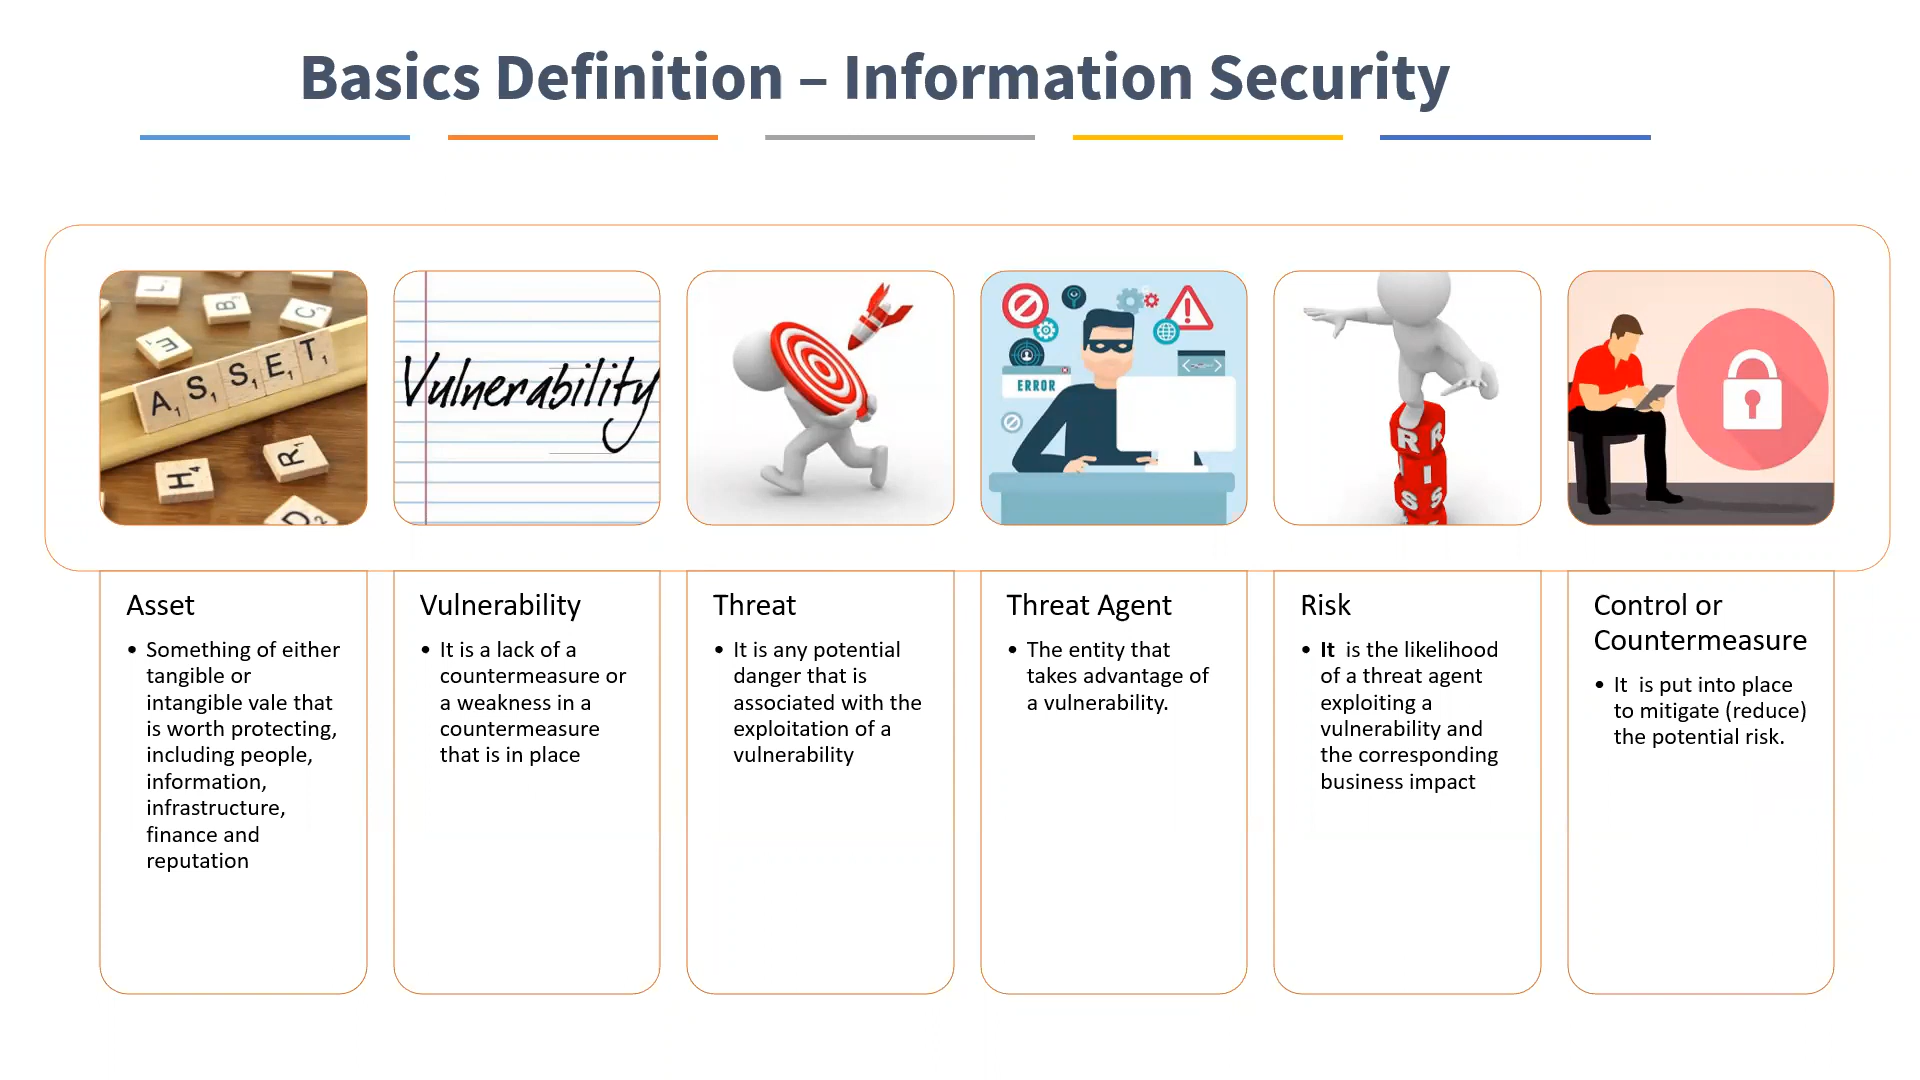 Basics Definition – Information Security
L
B
C
E
A S S E T
H
R
D
Vulnerability
ERROR
R R
I
S S
Asset
• Something of either
tangible or
intangible vale that
is worth protecting,
including people,
information,
infrastructure,
finance and
reputation
Vulnerability
• It is a lack of a
countermeasure or
a weakness in a
countermeasure
that is in place
Threat
• It is any potential
danger that is
associated with the
exploitation of a
vulnerability
Threat Agent
• The entity that
takes advantage of
a vulnerability.
Risk
• It  is the likelihood
of a threat agent
exploiting a
vulnerability and
the corresponding
business impact
Control or
Countermeasure
• It  is put into place
to mitigate (reduce)
the potential risk.